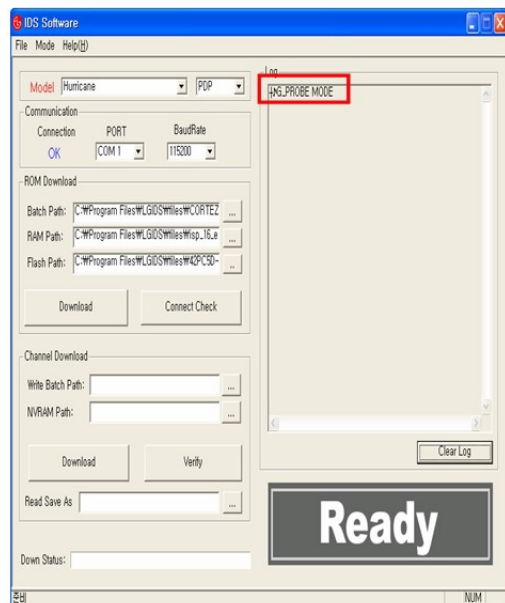 IDS Software
File Mode Help(H)
Model Hurricane PDP
Communication
Connection PORT BaudRate
OK COM 1 115200
ROM Download
Batch Path: C:₩Program Files₩LGIDS₩files₩CORTEZ ...
RAM Path: C:₩Program Files₩LGIDS₩files₩isp_16_e ...
Flash Path: C:₩Program Files₩LGIDS₩files₩42PC5D- ..
Download Connect Check
Channel Download
Write Batch Path: ...
NVRAM Path: ...
Download Verify
Read Save As ...
Down Status:
Log
PROBE MODE
Clear Log
Ready
준비 NUM